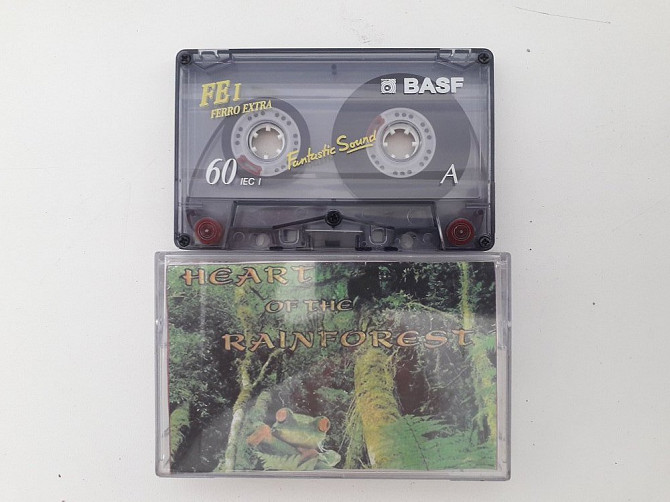 FE I
FERRO EXTRA
BASF
Fantastic Sound
60 IEC I
A
HEART
OF THE
RAINFOREST